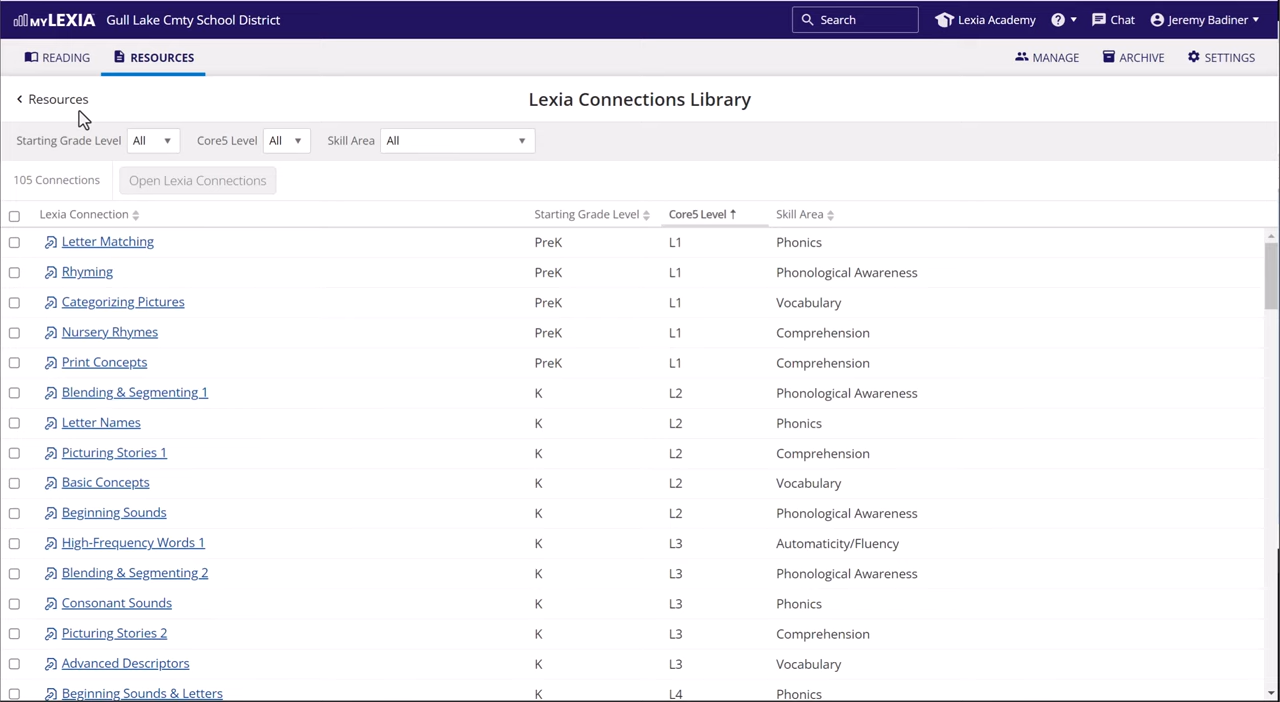 myLEXIA Gull Lake Cmty School District Search Lexia Academy ? Chat Jeremy Badiner
READING RESOURCES MANAGE ARCHIVE SETTINGS
Resources Lexia Connections Library
Starting Grade Level All Core5 Level All Skill Area All
105 Connections Open Lexia Connections
Lexia Connection Starting Grade Level Core5 Level Skill Area
Letter Matching PreK L1 Phonics
Rhyming PreK L1 Phonological Awareness
Categorizing Pictures PreK L1 Vocabulary
Nursery Rhymes PreK L1 Comprehension
Print Concepts PreK L1 Comprehension
Blending & Segmenting 1 K L2 Phonological Awareness
Letter Names K L2 Phonics
Picturing Stories 1 K L2 Comprehension
Basic Concepts K L2 Vocabulary
Beginning Sounds K L2 Phonological Awareness
High-Frequency Words 1 K L3 Automaticity/Fluency
Blending & Segmenting 2 K L3 Phonological Awareness
Consonant Sounds K L3 Phonics
Picturing Stories 2 K L3 Comprehension
Advanced Descriptors K L3 Vocabulary
Beginning Sounds & Letters K L4 Phonics